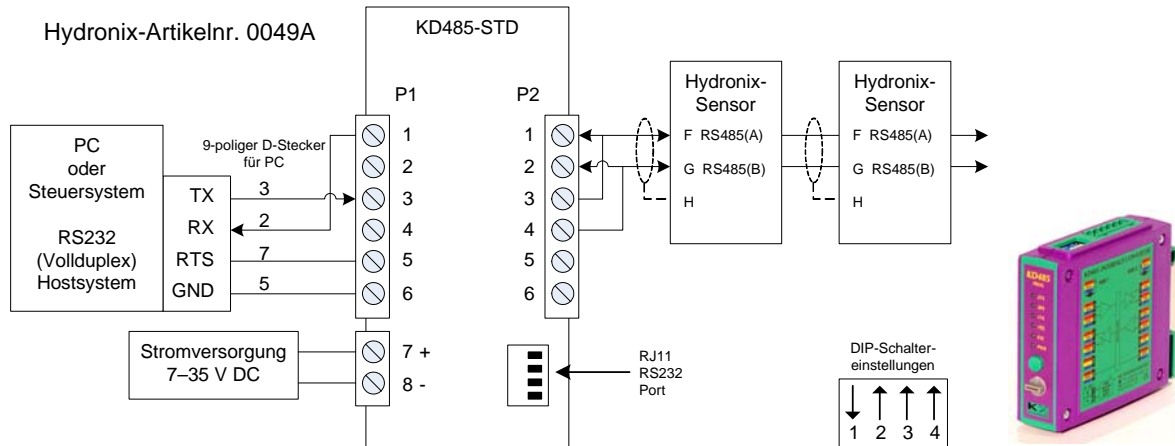 Hydronix-Artikelnr. 0049A
KD485-STD
P1
P2
1
2
3
4
5
6
7 +
8 -
1
2
3
4
5
6
PC
oder
Steuersystem
RS232
(Vollduplex)
Hostsystem
9-poliger D-Stecker
für PC
TX
3
RX
2
RTS
7
GND
5
Stromversorgung
7–35 V DC
Hydronix-
Sensor
F RS485(A)
G RS485(B)
H
Hydronix-
Sensor
F RS485(A)
G RS485(B)
H
RJ11
RS232
Port
DIP-Schalter-
einstellungen
1 2 3 4
KD485